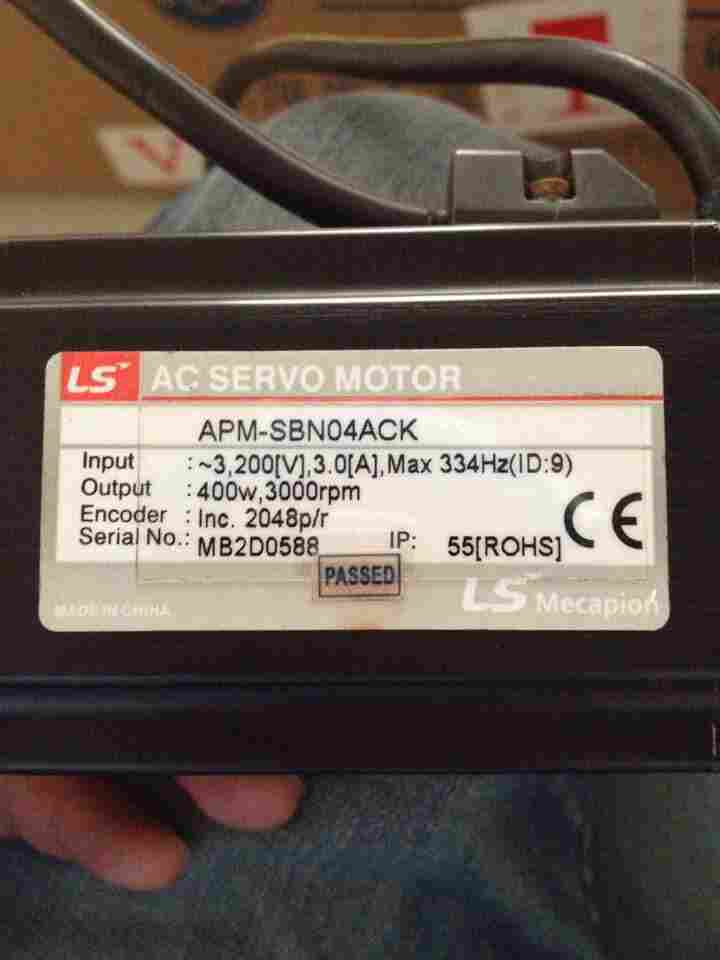 LS AC SERVO MOTOR
APM-SBN04ACK
Input :~3,200[V],3.0[A],Max 334Hz(ID:9)
Output :400w,3000rpm
Encoder :Inc. 2048p/r
Serial No.: MB2D0588 IP: 55[ROHS]
CE
PASSED
MADE IN CHINA
LS Mecapion